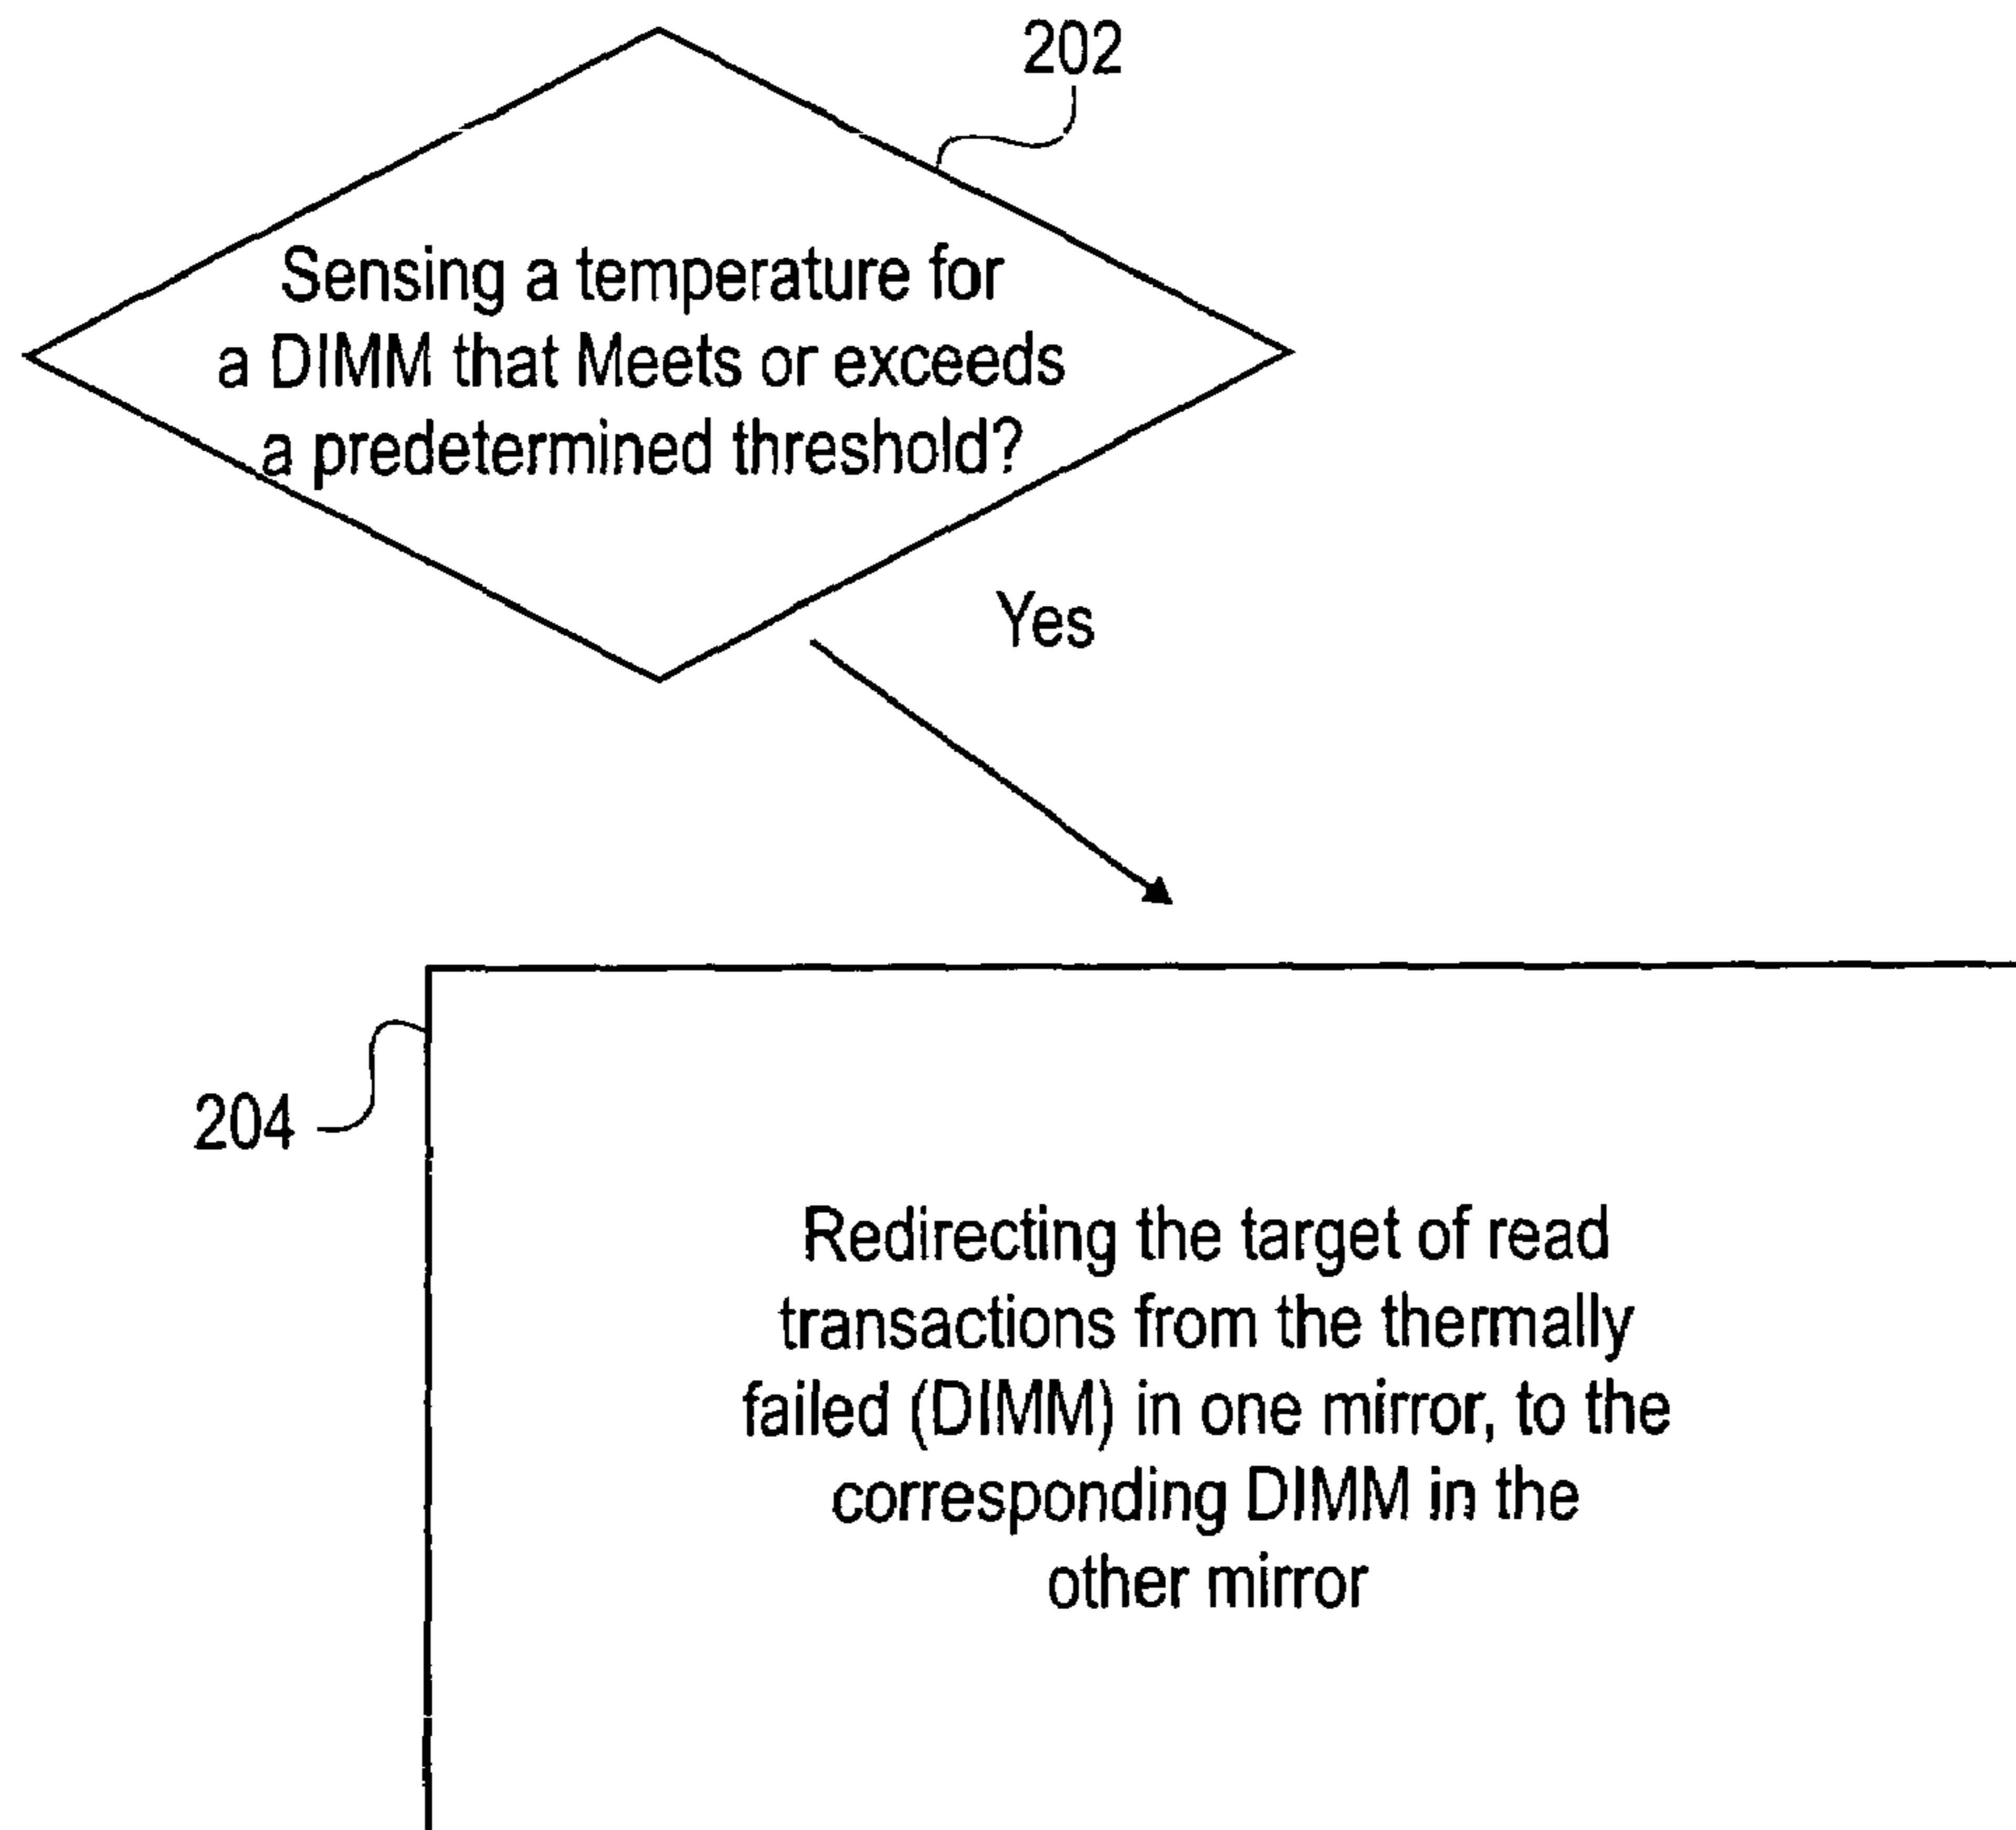 202
Sensing a temperature for
a DIMM that Meets or exceeds
a predetermined threshold?
Yes
204
Redirecting the target of read
transactions from the thermally
failed (DIMM) in one mirror, to the
corresponding DIMM in the
other mirror